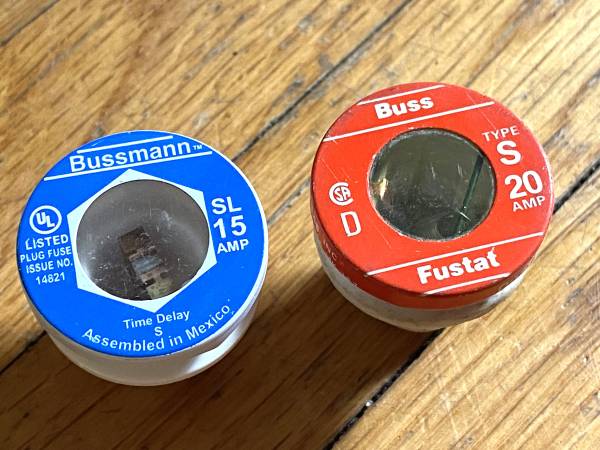 Bussmann™
UL
LISTED
PLUG FUSE
ISSUE NO.
14821
SL
15
AMP
Time Delay
S
Assembled in Mexico
Buss
TYPE
S
20
AMP
SA
D
Fustat